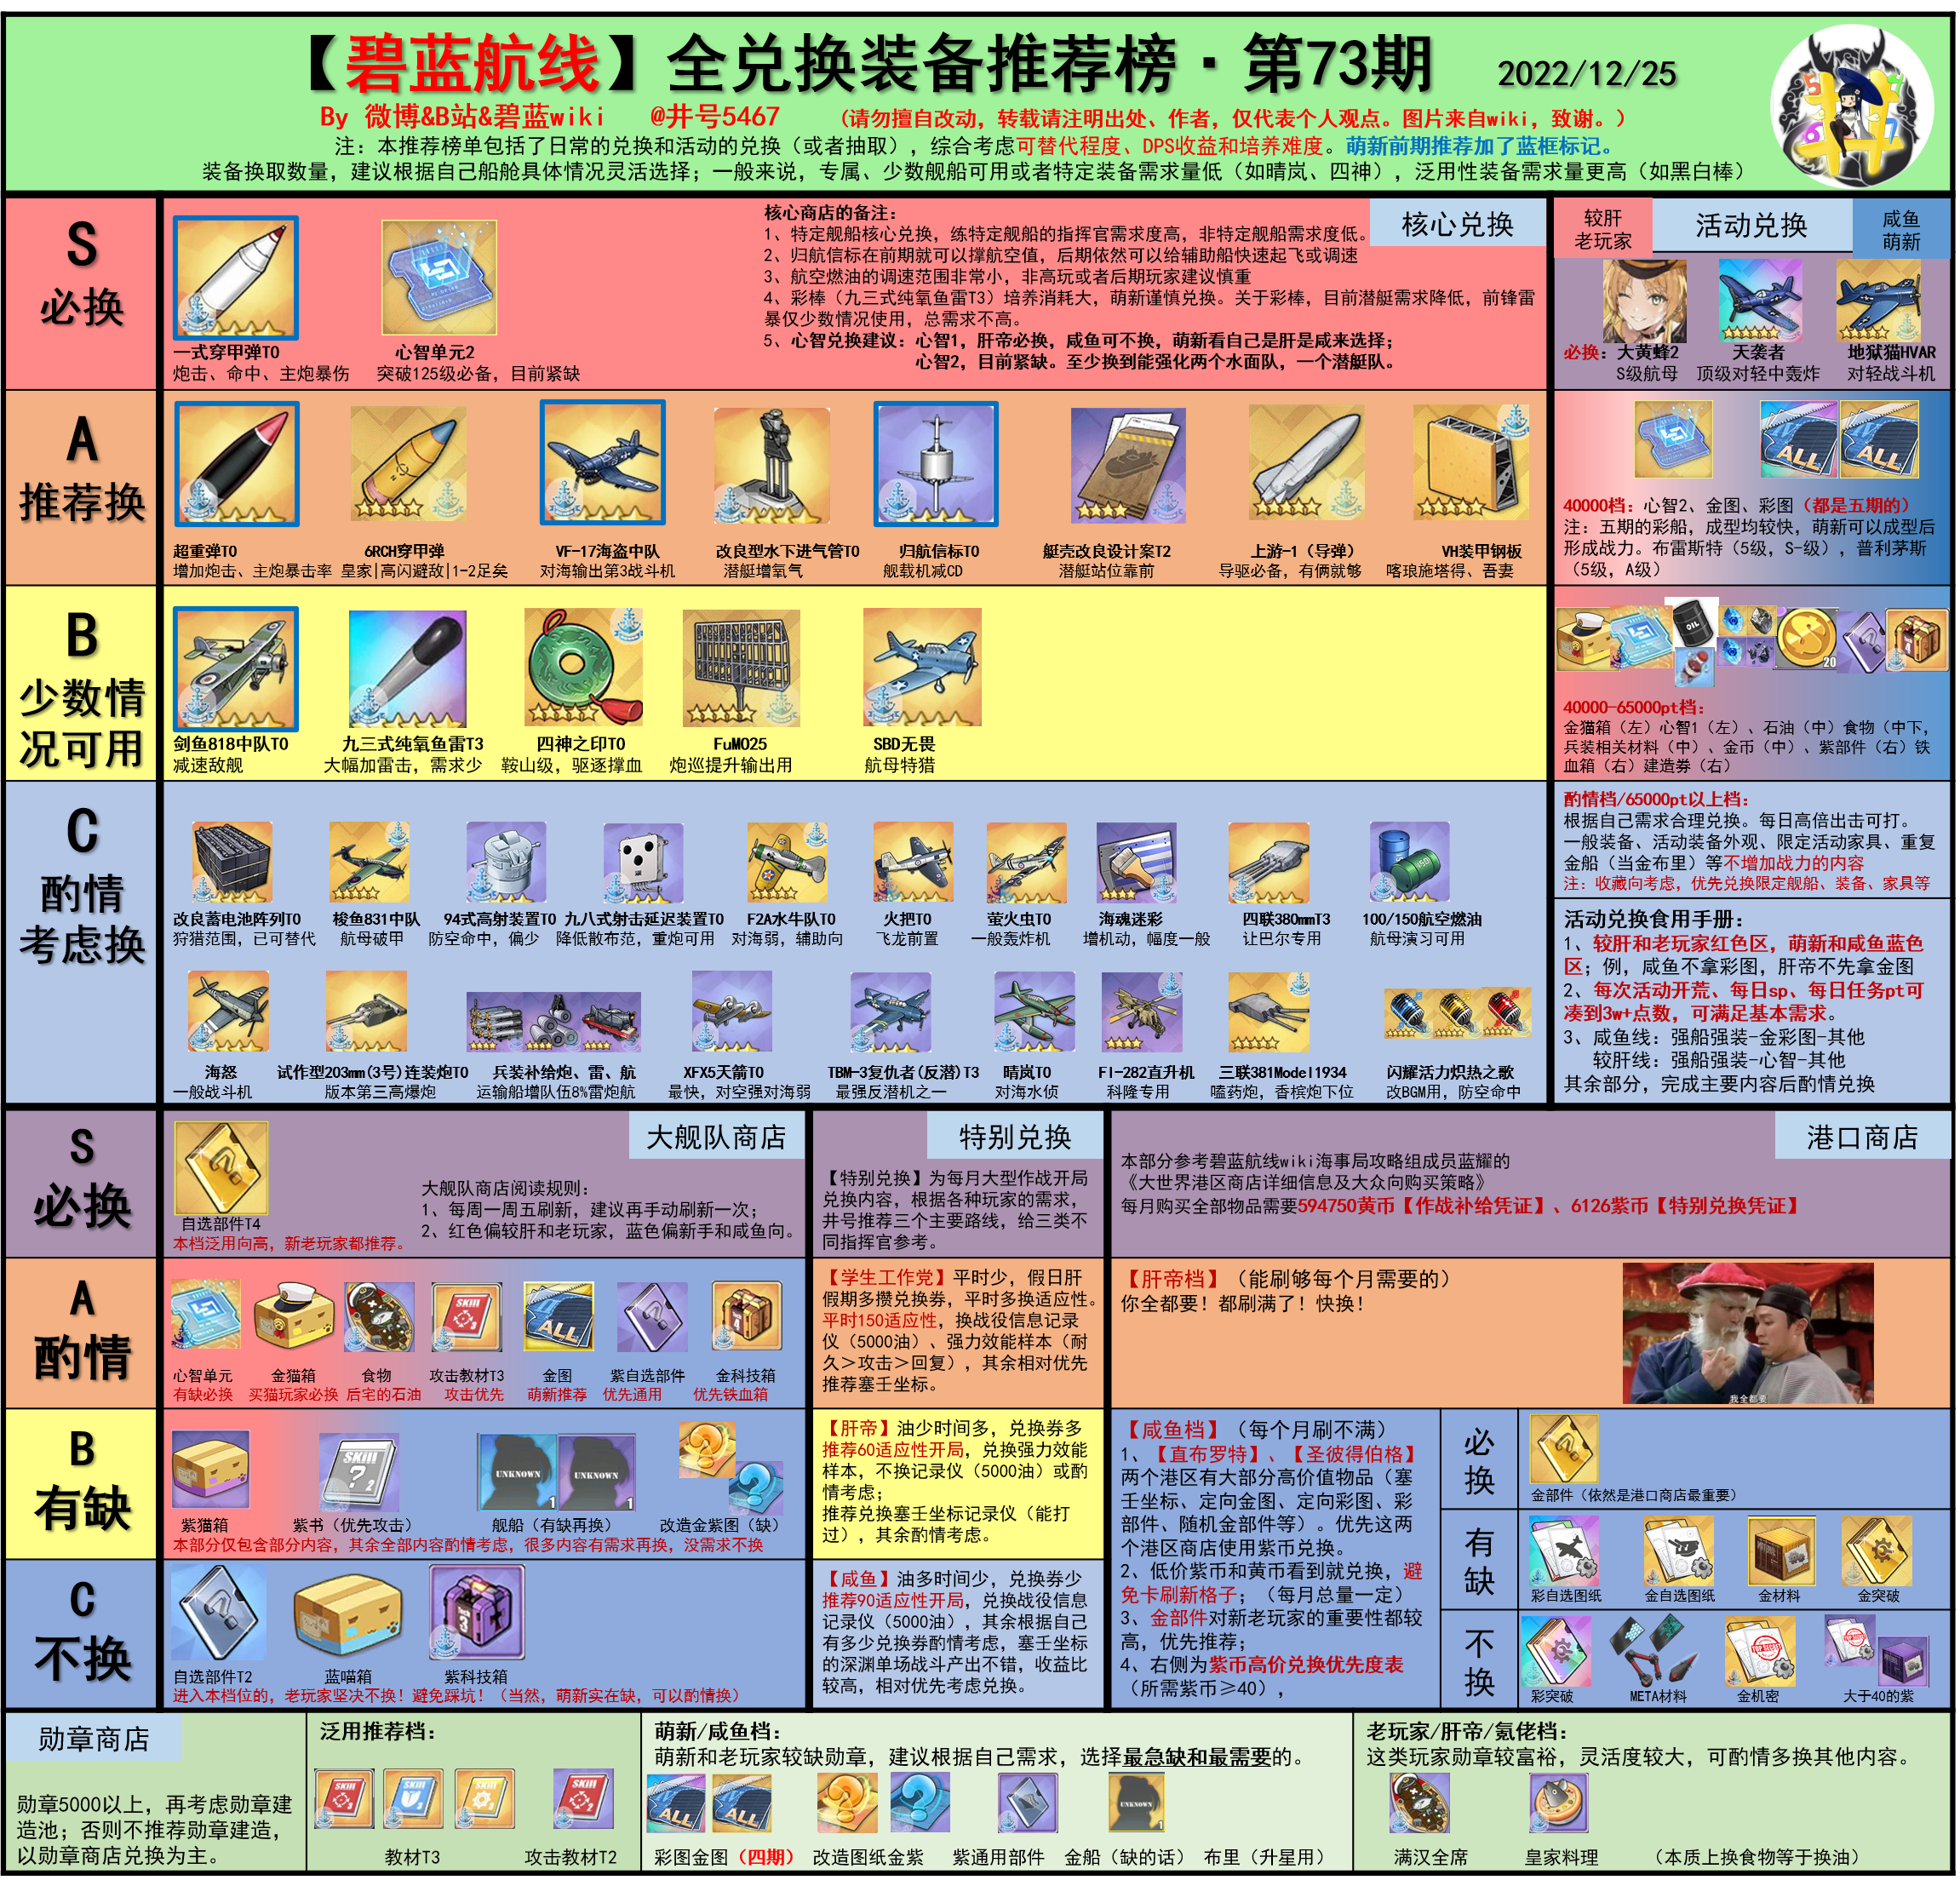 【碧蓝航线】全兑换装备推荐榜·第73期 2022/12/25
By 微博&B站&碧蓝wiki @井号5467 (请勿擅自改动，转载请注明出处、作者，仅代表个人观点。图片来自wiki，致谢。)
注：本推荐榜单包括了日常的兑换和活动的兑换（或者抽取），综合考虑可替代程度、DPS收益和培养难度。萌新前期推荐加了蓝框标记。
装备换取数量，建议根据自己船舱具体情况灵活选择；一般来说，专属、少数舰船可用或者特定装备需求量低（如晴岚、四神），泛用性装备需求量更高（如黑白棒）
S
必换
一式穿甲弹T0
炮击、命中、主炮暴伤
心智单元2
突破125级必备，目前紧缺
核心兑换
核心商店的备注：
1、特定舰船核心兑换，练特定舰船的指挥官需求度高，非特定舰船需求度低。
2、归航信标在前期就可以撑航空值，后期依然可以给辅助船快速起飞或调速
3、航空燃油的调速范围非常小，非高玩或者后期玩家建议慎重
4、彩棒（九三式纯氧鱼雷T3）培养消耗大，萌新谨慎兑换。关于彩棒，目前潜艇需求降低，前锋雷
暴仅少数情况使用，总需求不高。
5、心智兑换建议：心智1，肝帝必换，咸鱼可不换，萌新看自己是肝是咸来选择；
心智2，目前紧缺。至少换到能强化两个水面队，一个潜艇队。
较肝
老玩家
活动兑换
咸鱼
萌新
必换：大黄蜂2 天袭者 地狱猫HVAR
S级航母 顶级对轻中轰炸 对轻战斗机
A
推荐换
超重弹T0 6RCH穿甲弹 VF-17海盗中队 改良型水下进气管T0 归航信标T0 艇壳改良设计案T2 上游-1（导弹） VH装甲钢板
增加炮击、主炮暴击率 皇家|高闪避敌|1-2足矣 对海输出第3战斗机 潜艇增氧气 舰载机减CD 潜艇站位靠前 导驱必备，有俩就够 喀琅施塔得、吾妻
ALL ALL
40000档：心智2、金图、彩图（都是五期的）
注：五期的彩船，成型均较快，萌新可以成型后
形成战力。布雷斯特（5级，S-级），普利茅斯
（5级，A级）
B
少数情
况可用
剑鱼818中队T0 九三式纯氧鱼雷T3 四神之印T0 FuMO25 SBD无畏
减速敌舰 大幅加雷击，需求少 鞍山级，驱逐撑血 炮巡提升输出用 航母特猎
OIL
20
4
40000-65000pt档：
金猫箱（左）心智1（左）、石油（中）食物（中下，
兵装相关材料（中）、金币（中）、紫部件（右）铁
血箱（右）建造券（右）
C
酌情
考虑换
改良蓄电池阵列T0 梭鱼831中队 94式高射装置T0 九八式射击延迟装置T0 F2A水牛队T0 火把T0 萤火虫T0 海魂迷彩 四联380mmT3 100/150航空燃油
狩猎范围，已可替代 航母破甲 防空命中，偏少 降低散布范，重炮可用 对海弱，辅助向 飞龙前置 一般轰炸机 增机动，幅度一般 让巴尔专用 航母演习可用
海怒 试作型203mm(3号)连装炮T0 兵装补给炮、雷、航 XFX5天箭T0 TBM-3复仇者(反潜)T3 晴岚T0 Fl-282直升机 三联381Model1934 闪耀活力炽热之歌
一般战斗机 版本第三高爆炮 运输船增队伍8%雷炮航 最快，对空强对海弱 最强反潜机之一 对海水侦 科隆专用 嗑药炮，香槟炮下位 改BGM用，防空命中
酌情档/65000pt以上档：
根据自己需求合理兑换。每日高倍出击可打。
一般装备、活动装备外观、限定活动家具、重复
金船（当金布里）等不增加战力的内容
注：收藏向考虑，优先兑换限定舰船、装备、家具等
活动兑换食用手册：
1、较肝和老玩家红色区，萌新和咸鱼蓝色
区；例，咸鱼不拿彩图，肝帝不先拿金图
2、每次活动开荒、每日sp、每日任务pt可
凑到3w+点数，可满足基本需求。
3、咸鱼线：强船强装-金彩图-其他
较肝线：强船强装-心智-其他
其余部分，完成主要内容后酌情兑换
S
必换
自选部件T4
本档泛用向高，新老玩家都推荐。
大舰队商店
大舰队商店阅读规则：
1、每周一周五刷新，建议再手动刷新一次；
2、红色偏较肝和老玩家，蓝色偏新手和咸鱼向。
特别兑换
【特别兑换】为每月大型作战开局
兑换内容，根据各种玩家的需求，
井号推荐三个主要路线，给三类不
同指挥官参考。
港口商店
本部分参考碧蓝航线wiki海事局攻略组成员蓝耀的
《大世界港区商店详细信息及大众向购买策略》
每月购买全部物品需要594750黄币【作战补给凭证】、6126紫币【特别兑换凭证】
A
酌情
SKill 3
ALL
4
心智单元 金猫箱 食物 攻击教材T3 金图 紫自选部件 金科技箱
有缺必换 买猫玩家必换 后宅的石油 攻击优先 萌新推荐 优先通用 优先铁血箱
【学生工作党】平时少，假日肝
假期多攒兑换券，平时多换适应性。
平时150适应性，换战役信息记录
仪（5000油）、强力效能样本（耐
久＞攻击＞回复），其余相对优先
推荐塞壬坐标。
【肝帝档】（能刷够每个月需要的）
你全都要！都刷满了！快换！
我全都要
B
有缺
SKill ? 2
UNKNOWN 1
UNKNOWN 1
紫猫箱 紫书（优先攻击） 舰船（有缺再换） 改造金紫图（缺）
本部分仅包含部分内容，其余全部内容酌情考虑，很多内容有需求再换，没需求不换
【肝帝】油少时间多，兑换券多
推荐60适应性开局，兑换强力效能
样本，不换记录仪（5000油）或酌
情考虑；
推荐兑换塞壬坐标记录仪（能打
过），其余酌情考虑。
C
不换
3
自选部件T2 蓝喵箱 紫科技箱
进入本档位的，老玩家坚决不换！避免踩坑！（当然，萌新实在缺，可以酌情换）
【咸鱼】油多时间少，兑换券少
推荐90适应性开局，兑换战役信息
记录仪（5000油），其余根据自己
有多少兑换券酌情考虑，塞壬坐标
的深渊单场战斗产出不错，收益比
较高，相对优先考虑兑换。
【咸鱼档】（每个月刷不满）
1、【直布罗特】、【圣彼得伯格】
两个港区有大部分高价值物品（塞
壬坐标、定向金图、定向彩图、彩
部件、随机金部件等）。优先这两
个港区商店使用紫币兑换。
2、低价紫币和黄币看到就兑换，避
免卡刷新格子；（每月总量一定）
3、金部件对新老玩家的重要性都较
高，优先推荐；
4、右侧为紫币高价兑换优先度表
（所需紫币≥40），
必换
金部件（依然是港口商店最重要）
有缺
彩自选图纸 金自选图纸 金材料 金突破
不换
TOP SECRET
彩突破 META材料 金机密 大于40的紫
勋章商店
勋章5000以上，再考虑勋章建
造池；否则不推荐勋章建造，
以勋章商店兑换为主。
泛用推荐档：
SKill 3 SKill 3 SKill 3 SKill 2
教材T3 攻击教材T2
萌新/咸鱼档：
萌新和老玩家较缺勋章，建议根据自己需求，选择最急缺和最需要的。
ALL ALL
UNKNOWN 1
彩图金图（四期） 改造图纸金紫 紫通用部件 金船（缺的话） 布里（升星用）
老玩家/肝帝/氪佬档：
这类玩家勋章较富裕，灵活度较大，可酌情多换其他内容。
满汉全席 皇家料理 （本质上换食物等于换油）